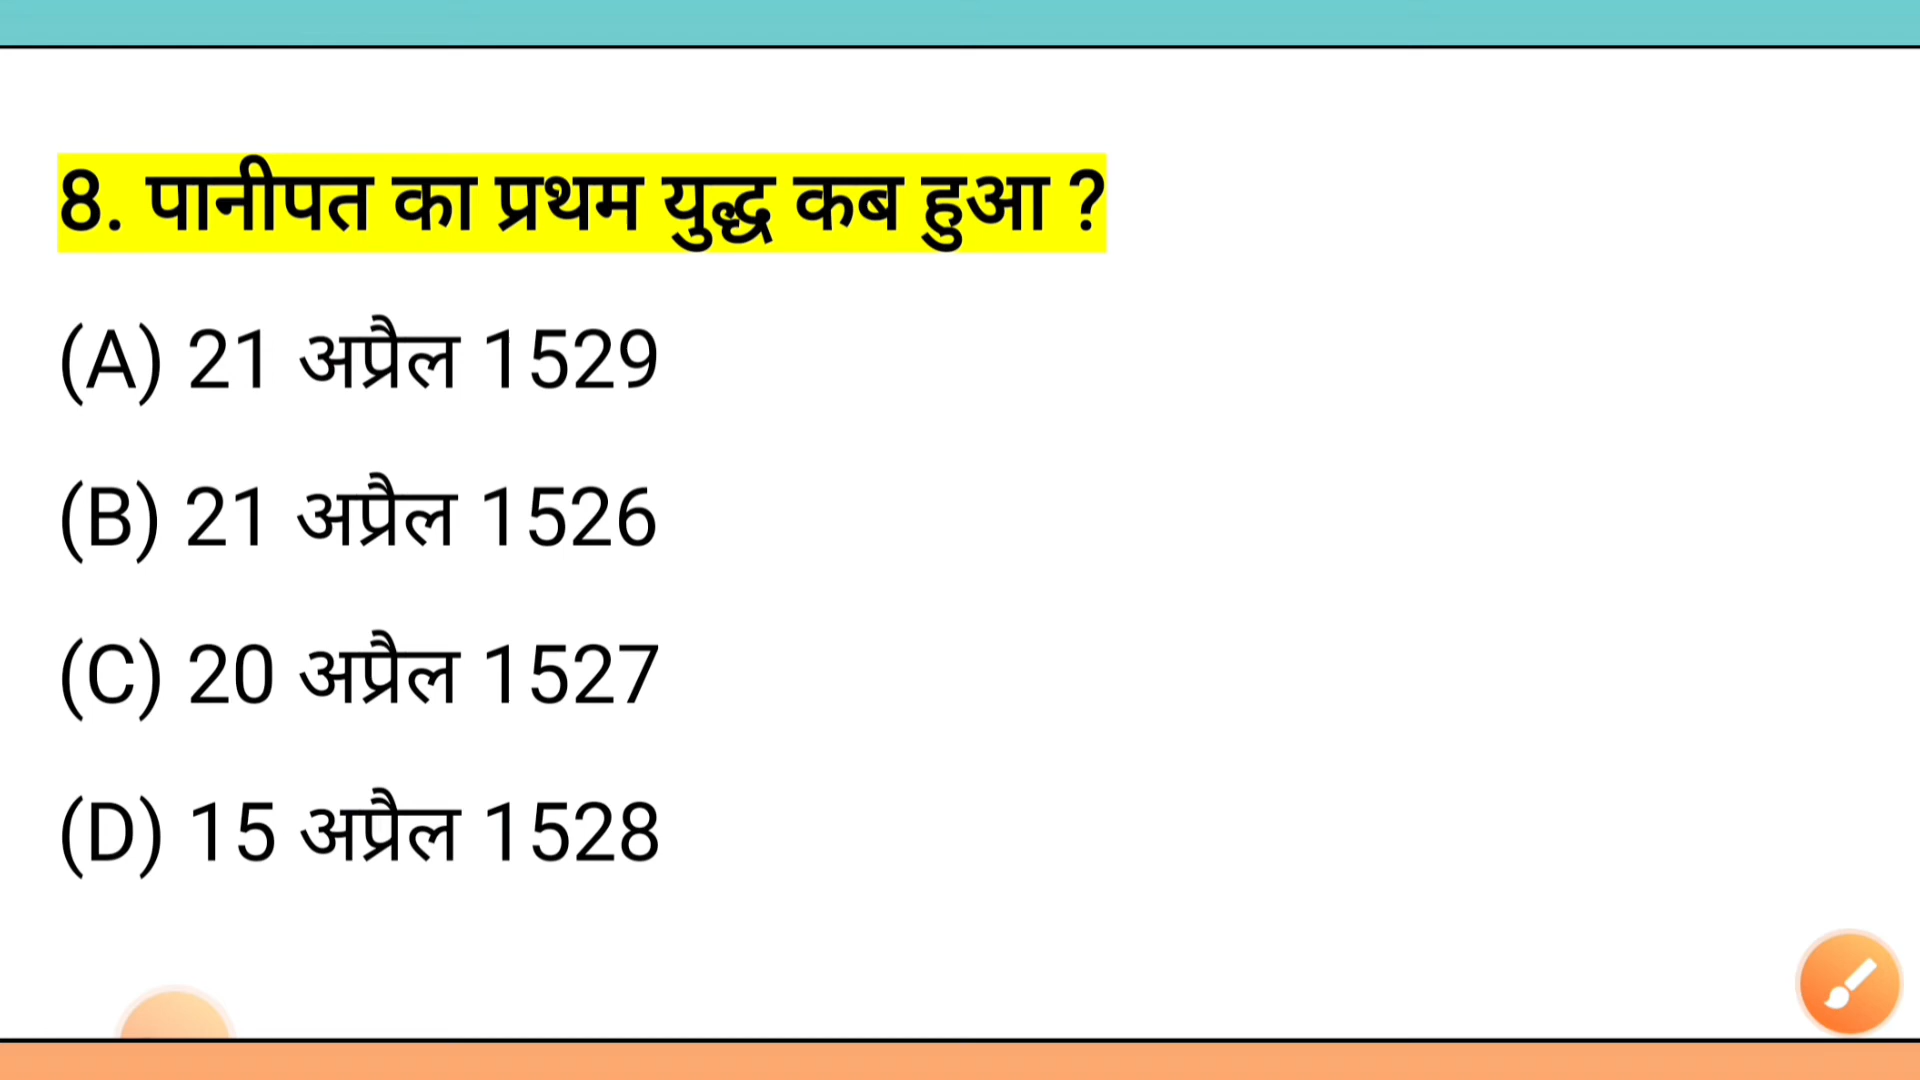 8. पानीपत का प्रथम युद्ध कब हुआ ?
(A) 21 अप्रैल 1529
(B) 21 अप्रैल 1526
(C) 20 अप्रैल 1527
(D) 15 अप्रैल 1528